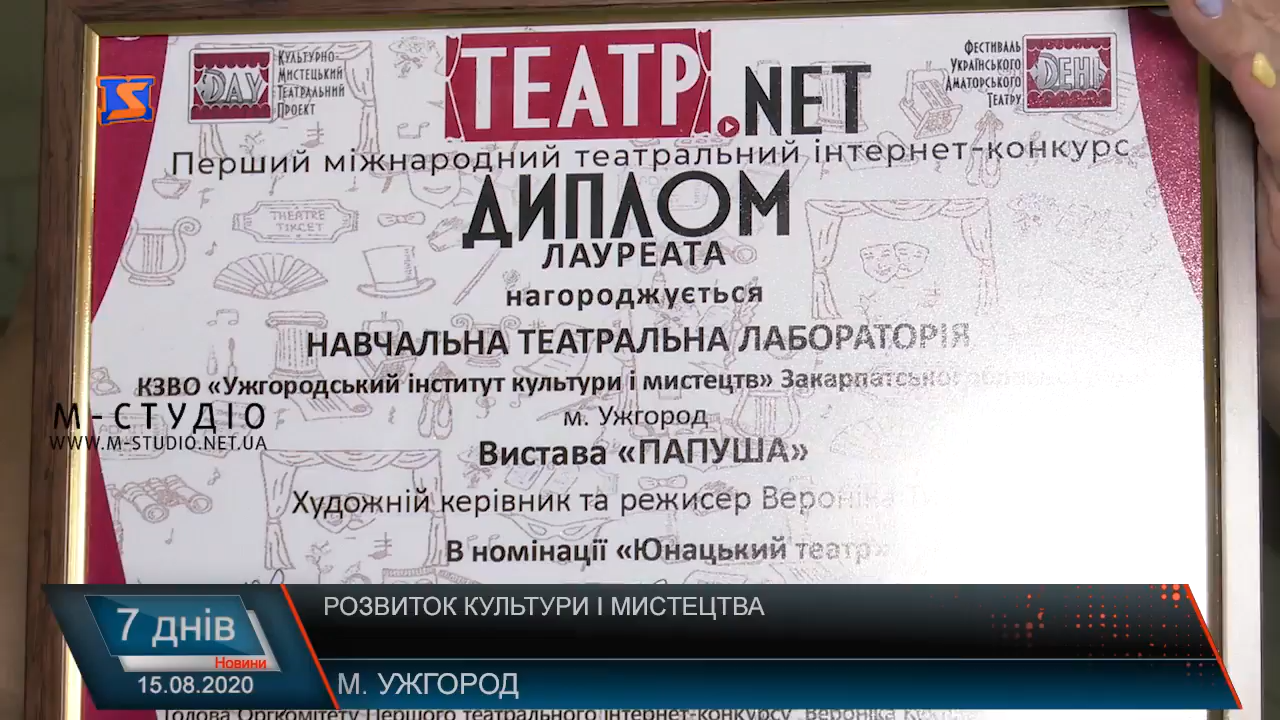 DAY
Культурно-
Мистецький
Театральний
Проект
ТЕАТР.NET
Фестиваль
Українського
Аматорського
Театру
ДЕНЬ
Перший міжнародний театральний інтернет-конкурс
ДИПЛОМ
ЛАУРЕАТА
нагороджується
THEATRE
TIKCET
НАВЧАЛЬНА ТЕАТРАЛЬНА ЛАБОРАТОРІЯ
КЗВО «Ужгородський інститут культури і мистецтв» Закарпатської
м. Ужгород
Вистава «ПАПУША»
Художній керівник та режисер Вероніка
В номінації «Юнацький театр»
М-СТУДІО
WWW.M-STUDIO.NET.UA
7 днів
Новини
15.08.2020
РОЗВИТОК КУЛЬТУРИ І МИСТЕЦТВА
М. УЖГОРОД
Голова Оргкомітету Першого театрального інтернет-конкурсу Вероніка